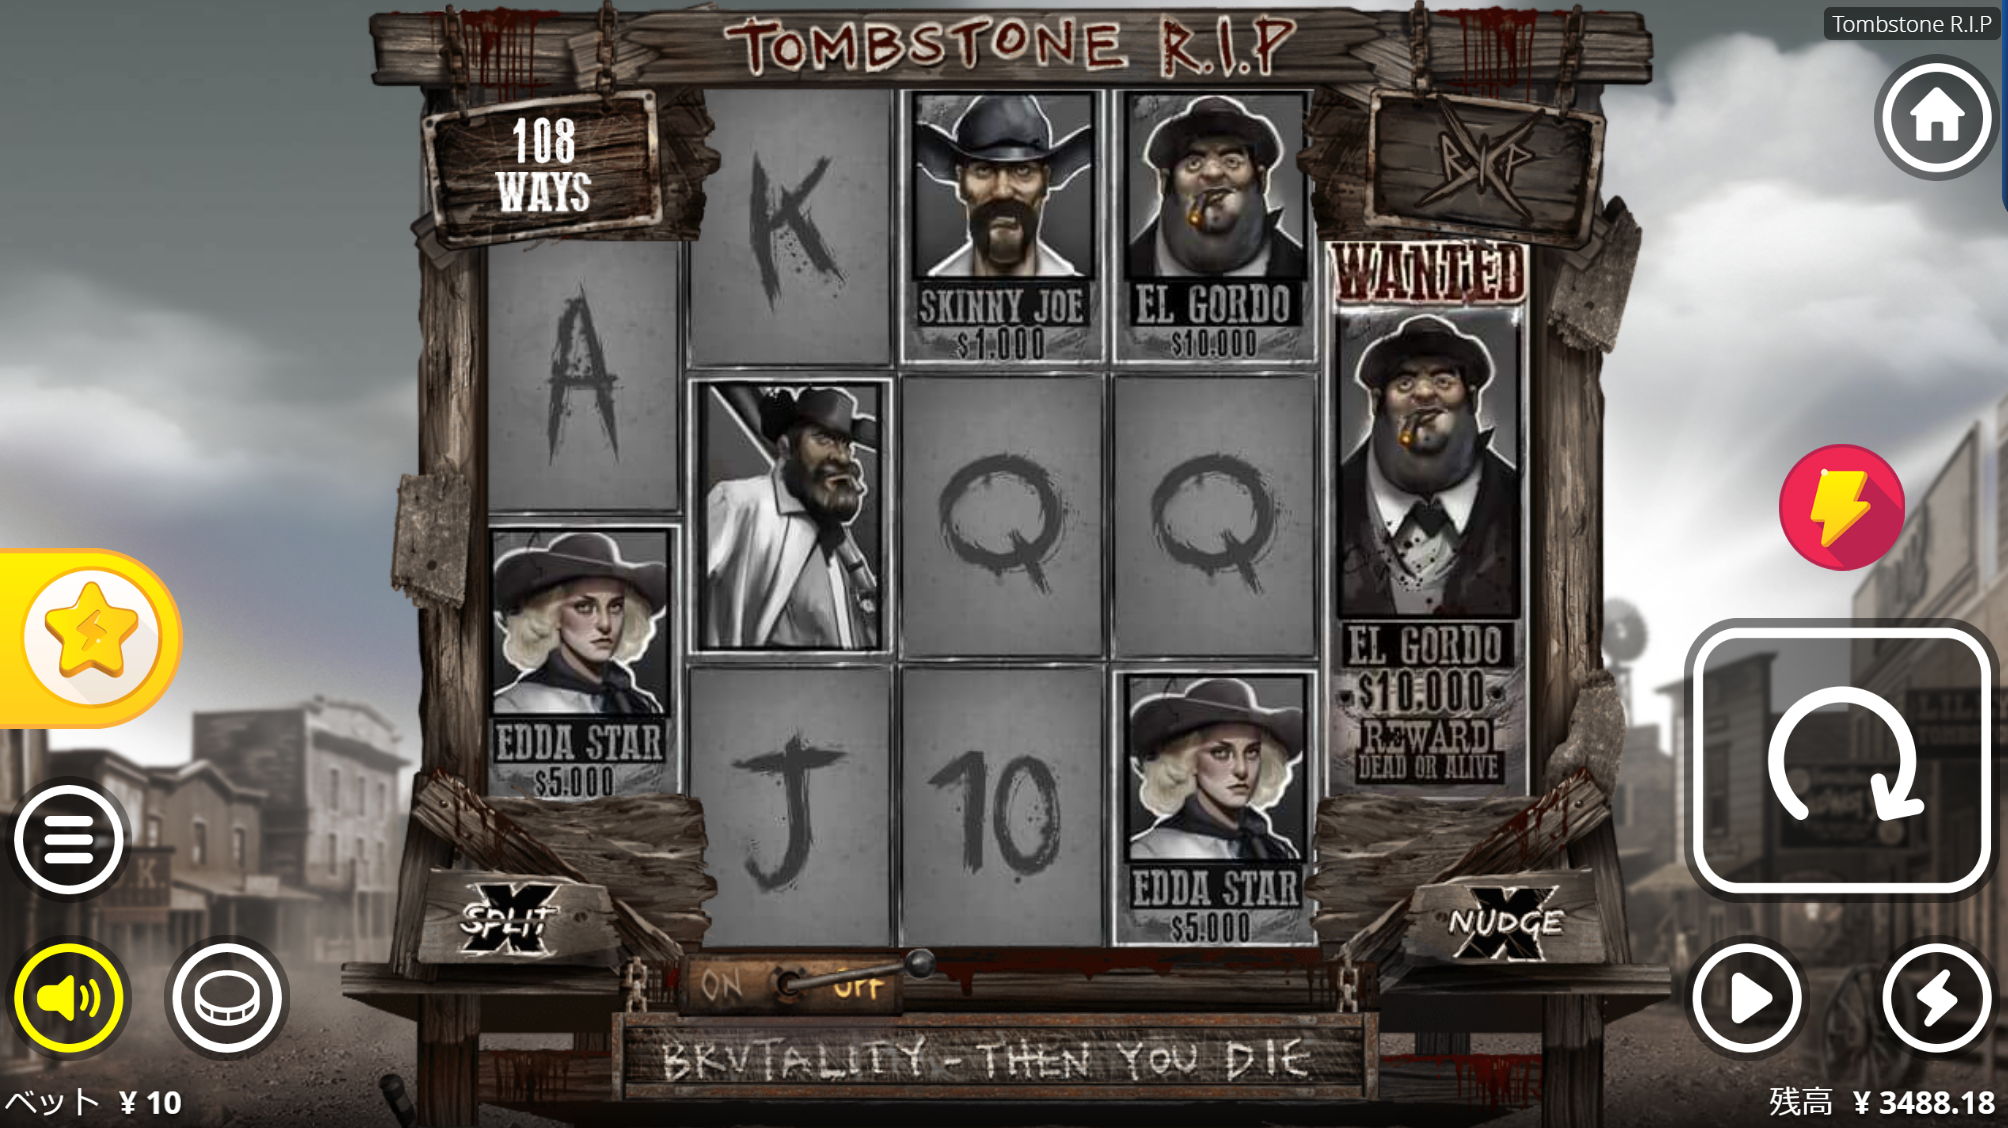 Tombstone R.I.P
TOMBSTONE R.I.P
108
WAYS
RXP
K
SKINNY JOE
$1.000
EL GORDO
$10.000
WANTED
A
Q
Q
EL GORDO
$10,000
REWARD
DEAD OR ALIVE
EDDA STAR
$5.000
J
10
EDDA STAR
$5.000
SPLIT
X
NUDGE
X
ON
OFF
BRVTALITY - THEN YOU DIE
ベット ¥ 10
残高 ¥ 3488.18